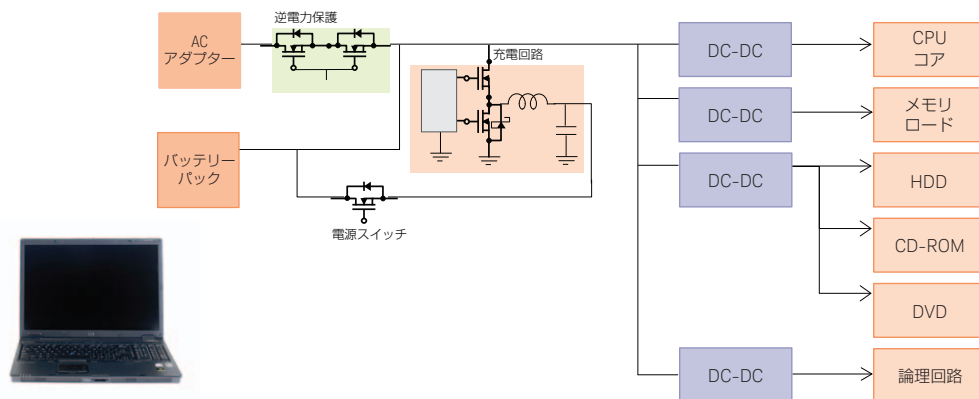 逆電力保護
AC
アダプター
充電回路
DC-DC
CPU
コア
DC-DC
メモリ
ロード
バッテリー
パック
DC-DC
HDD
電源スイッチ
CD-ROM
DVD
DC-DC
論理回路